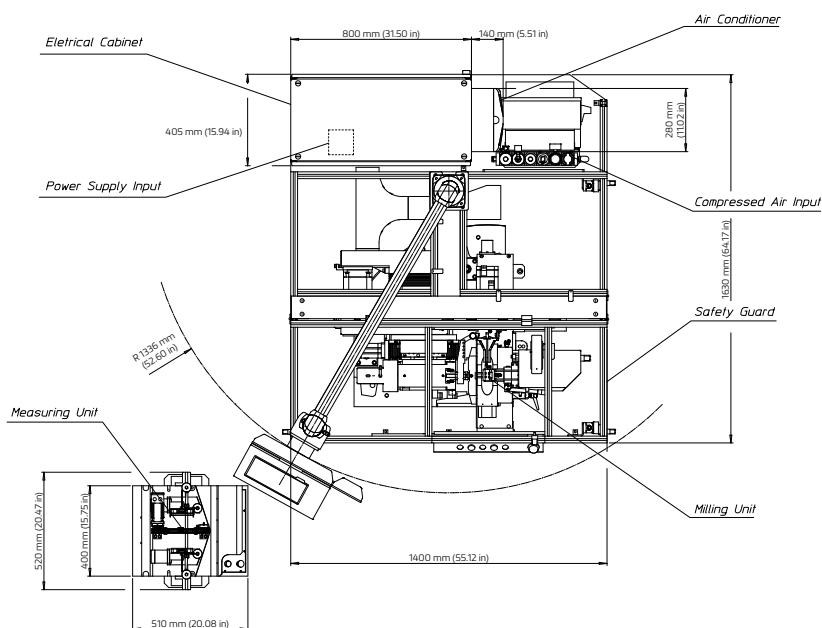 Air Conditioner
800 mm (31.50 in)
140 mm (5.51 in)
Eletrical Cabinet
405 mm (15.94 in)
280 mm
(11.02 in)
Power Supply Input
Compressed Air Input
1630 mm (64.17 in)
Safety Guard
R 1336 mm
(52.60 in)
Measuring Unit
520 mm (20.47 in)
400 mm (15.75 in)
Milling Unit
1400 mm (55.12 in)
510 mm (20.08 in)